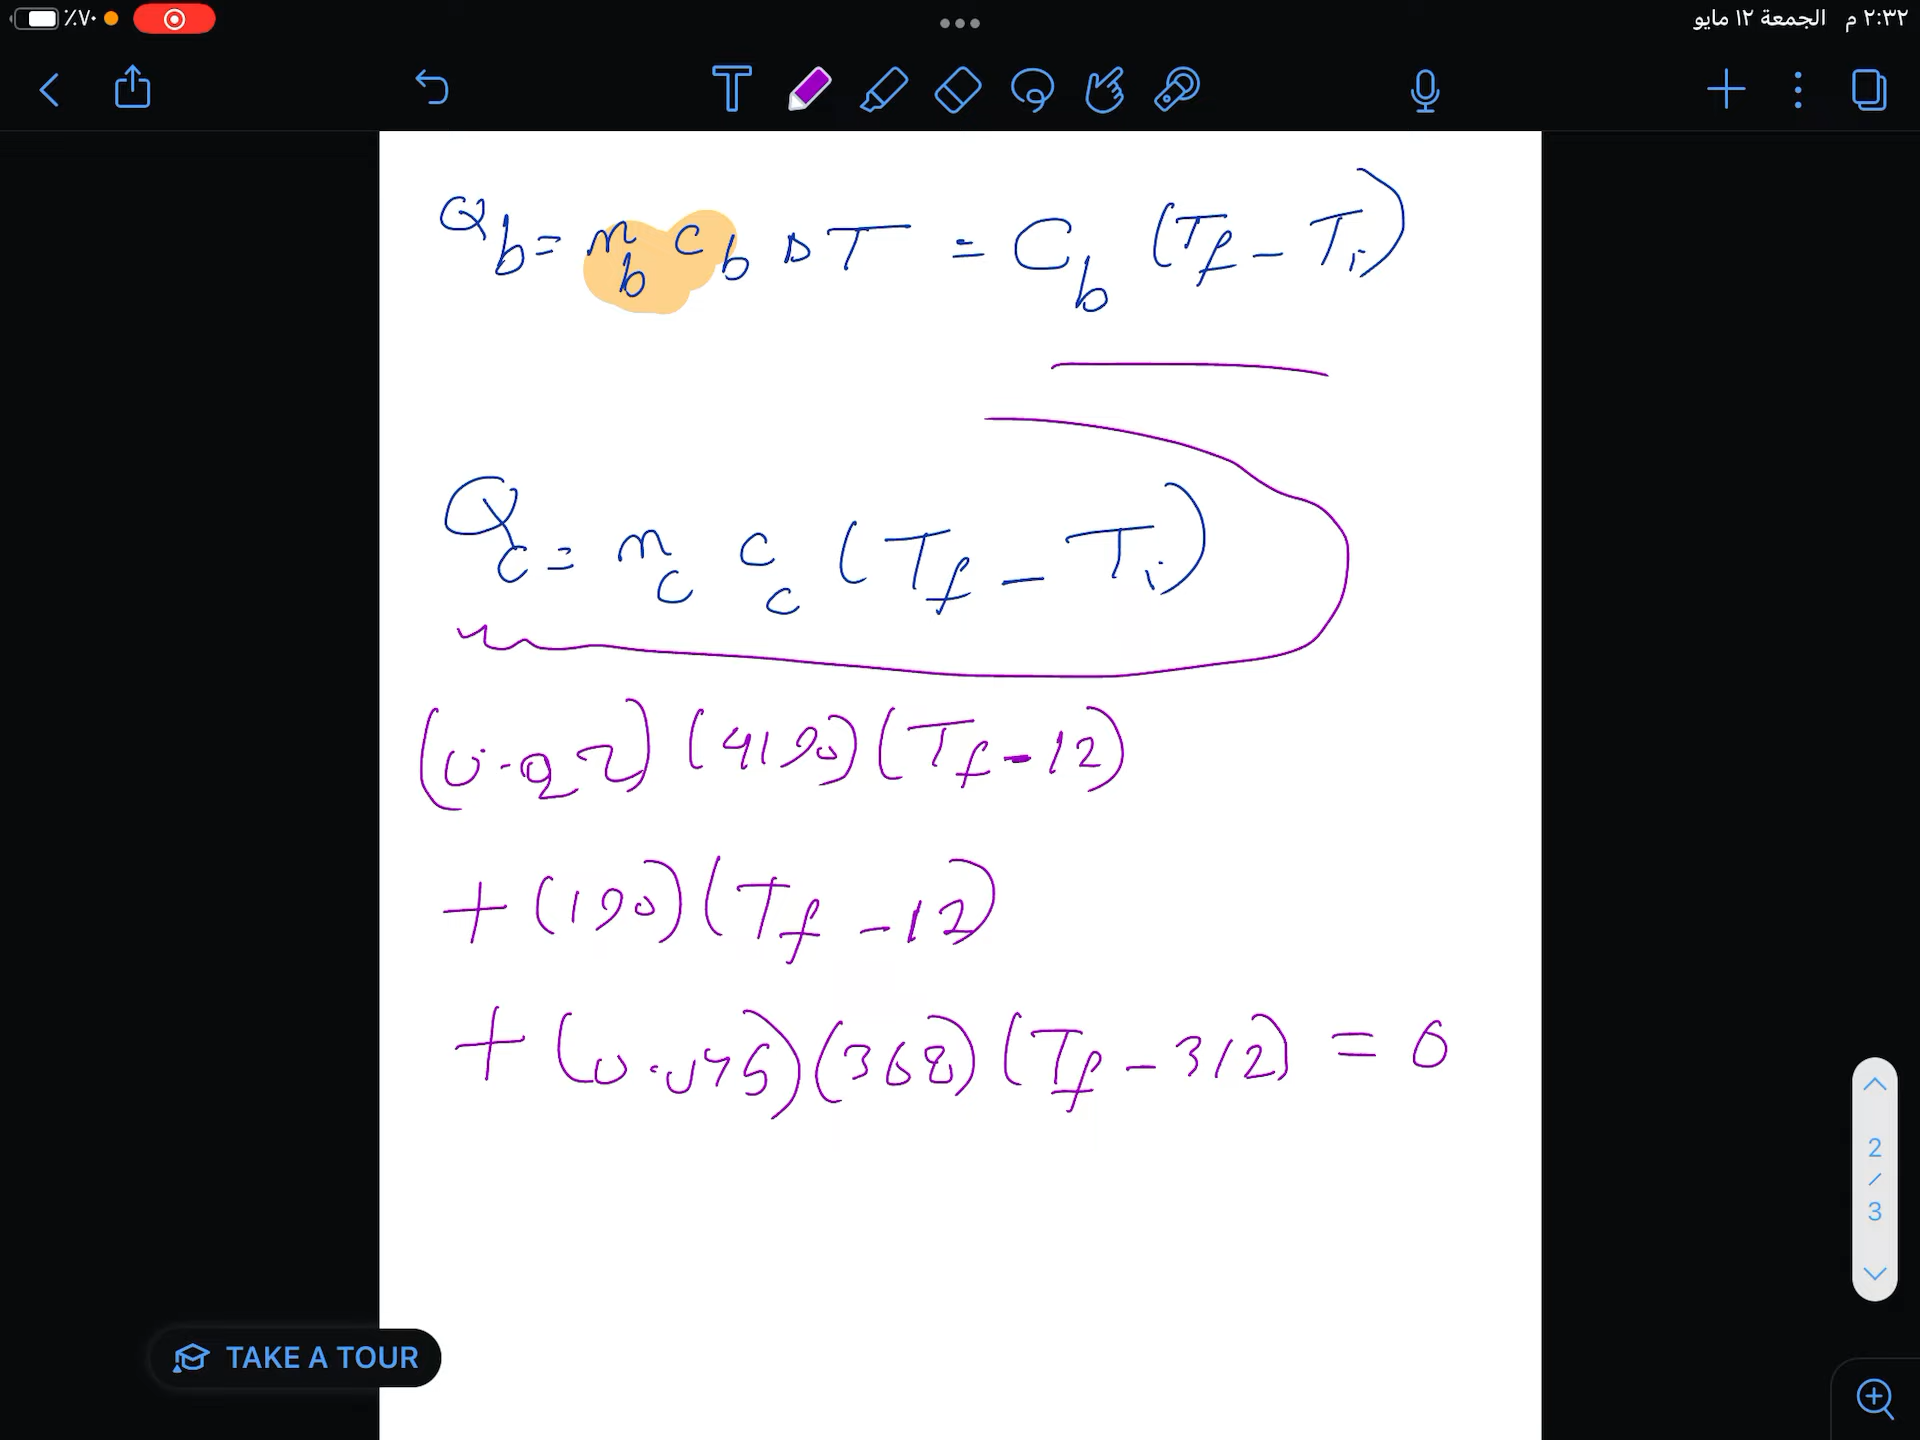 ٪٧٠
٢:٣٢ م الجمعة ١٢ مايو
Q_b = m_b c_b ΔT = C_b (T_f - T_i)
Q_c = m_c c_c (T_f - T_i)
(0.22) (4190) (T_f - 12)
+ (190) (T_f - 12)
+ (0.075) (368) (T_f - 312) = 0
2
/
3
TAKE A TOUR